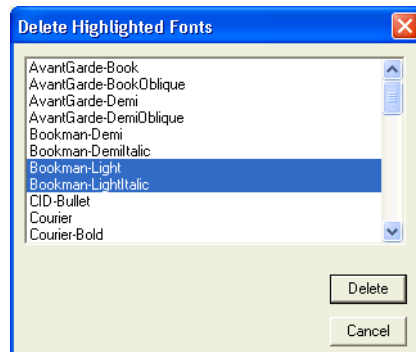 Delete Highlighted Fonts
AvantGarde-Book
AvantGarde-BookOblique
AvantGarde-Demi
AvantGarde-DemiOblique
Bookman-Demi
Bookman-DemiItalic
Bookman-Light
Bookman-LightItalic
CID-Bullet
Courier
Courier-Bold
Delete
Cancel